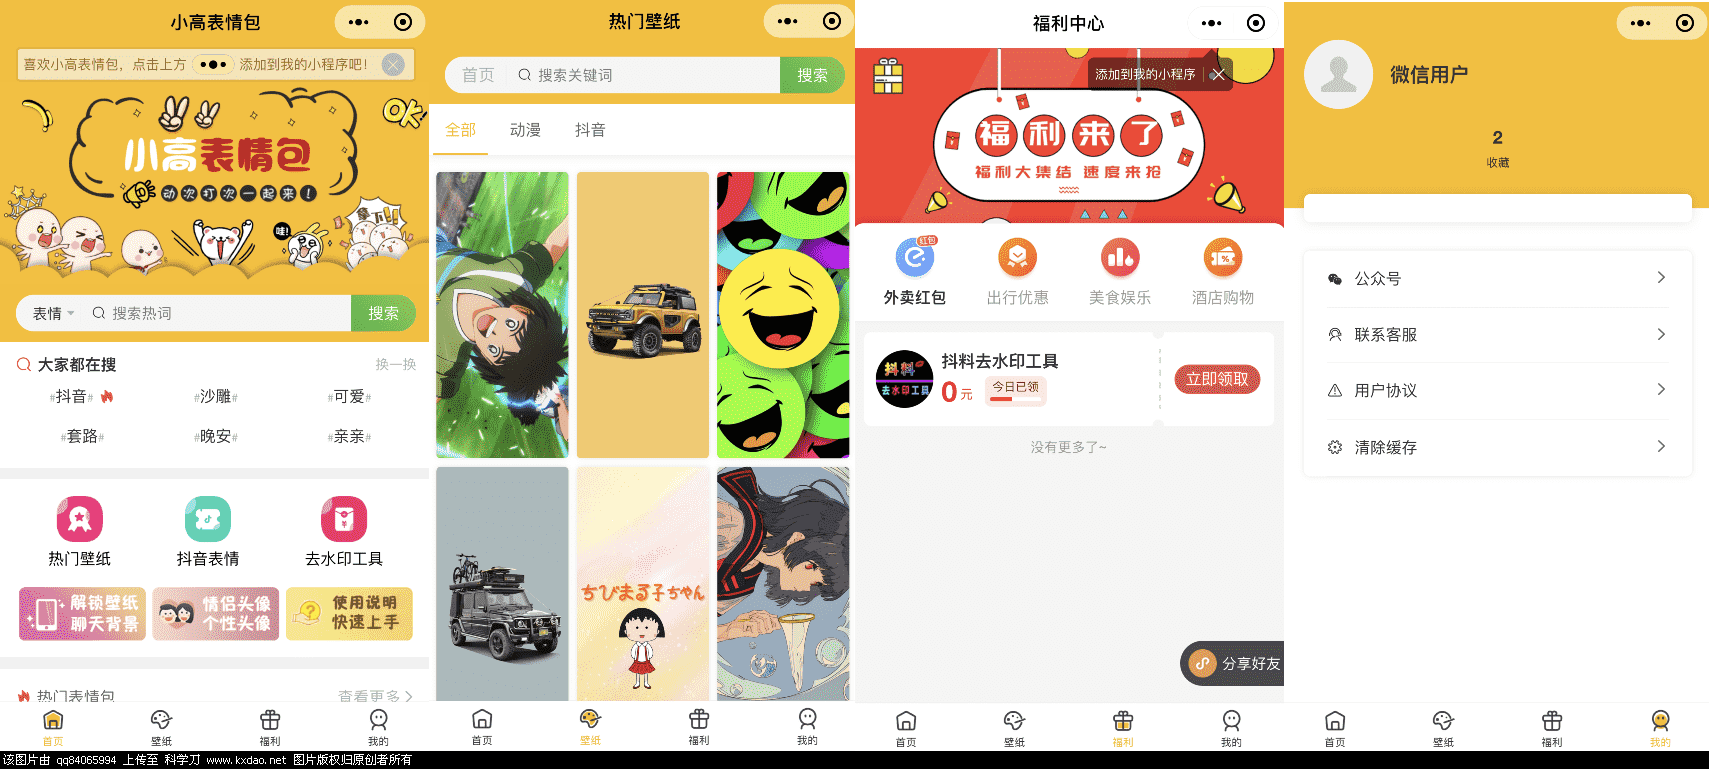 小高表情包
喜欢小高表情包，点击上方 添加到我的小程序吧！
OK!
小高表情包
动次打次一起来！
哇!
拿下!!
表情
搜索热词
搜索
大家都在搜
换一换
#抖音#
#沙雕#
#可爱#
#套路#
#晚安#
#亲亲#
热门壁纸
抖音表情
去水印工具
解锁壁纸
聊天背景
情侣头像
个性头像
使用说明
快速上手
热门表情包
查看更多
首页
壁纸
福利
我的
热门壁纸
首页
搜索关键词
搜索
全部
动漫
抖音
ちびまる子ちゃん
首页
壁纸
福利
我的
福利中心
添加到我的小程序
福利来了
福利大集结 速度来抢
红包
外卖红包
出行优惠
美食娱乐
酒店购物
抖料
去水印工具
抖料去水印工具
0元
今日已领
立即领取
没有更多了~
分享好友
首页
壁纸
福利
我的
微信用户
2
收藏
公众号
联系客服
用户协议
清除缓存
首页
壁纸
福利
我的
该图片由 qq84065994 上传至 科学刀 www.kxdao.net 图片版权归原创者所有